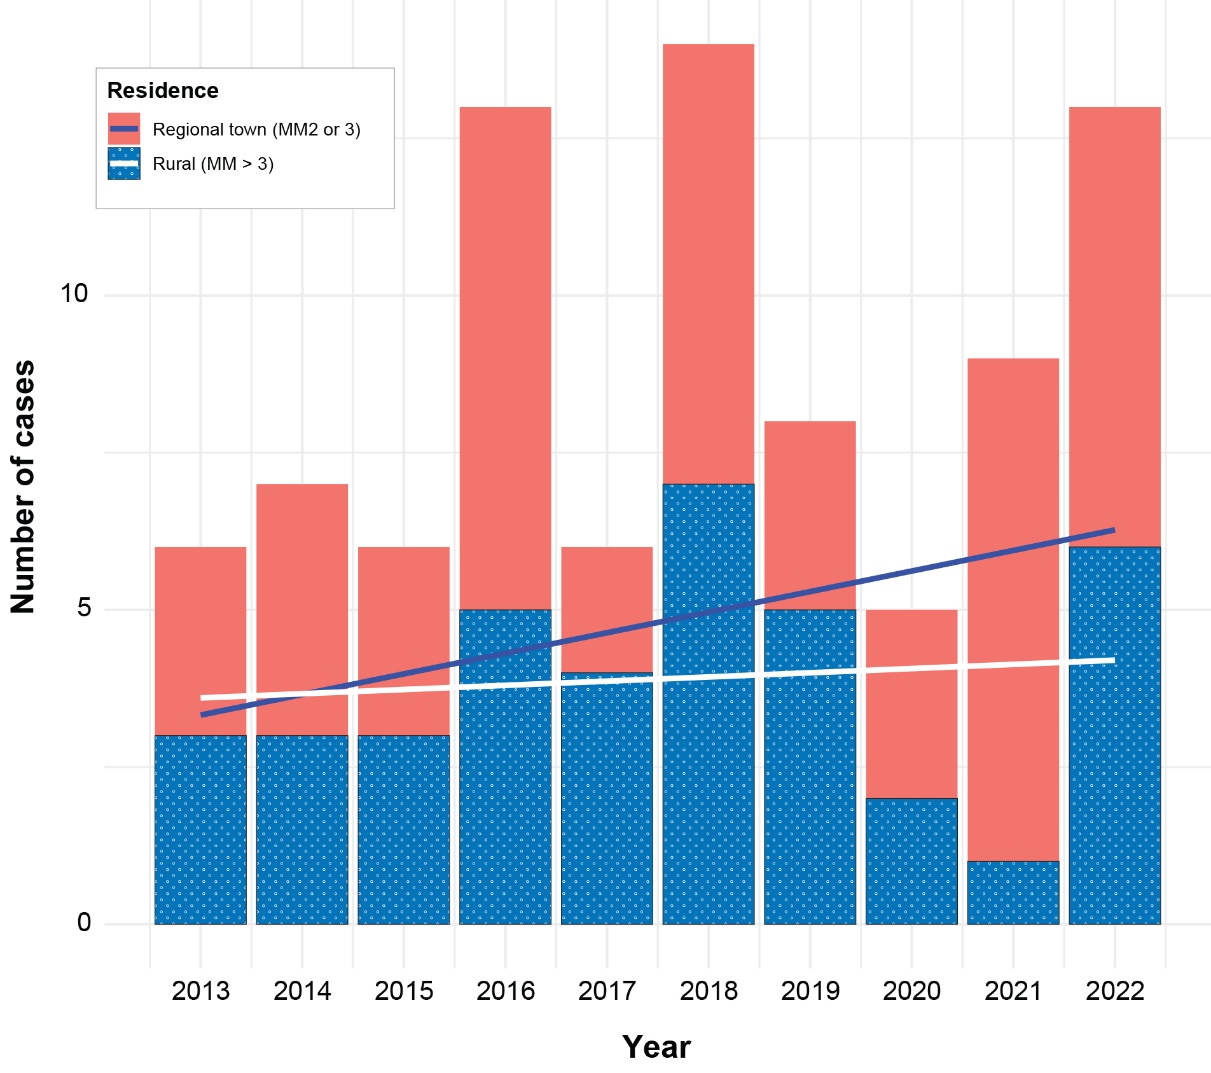 Residence
Regional town (MM2 or 3)
Rural (MM > 3)
10
5
0
Number of cases
2013 2014 2015 2016 2017 2018 2019 2020 2021 2022
Year